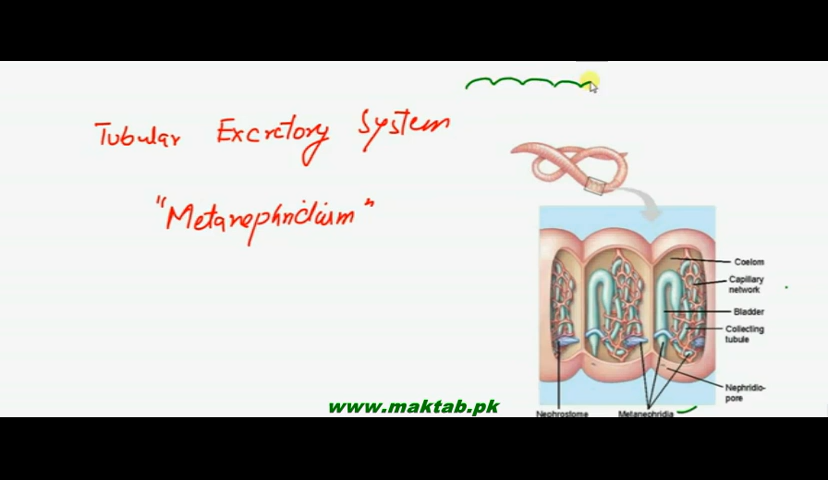 Tubular Excretory System
"Metanephridium"
Coelom
Capillary
network
Bladder
Collecting
tubule
Nephridio-
pore
Nephrostome
Metanephridia
www.maktab.pk